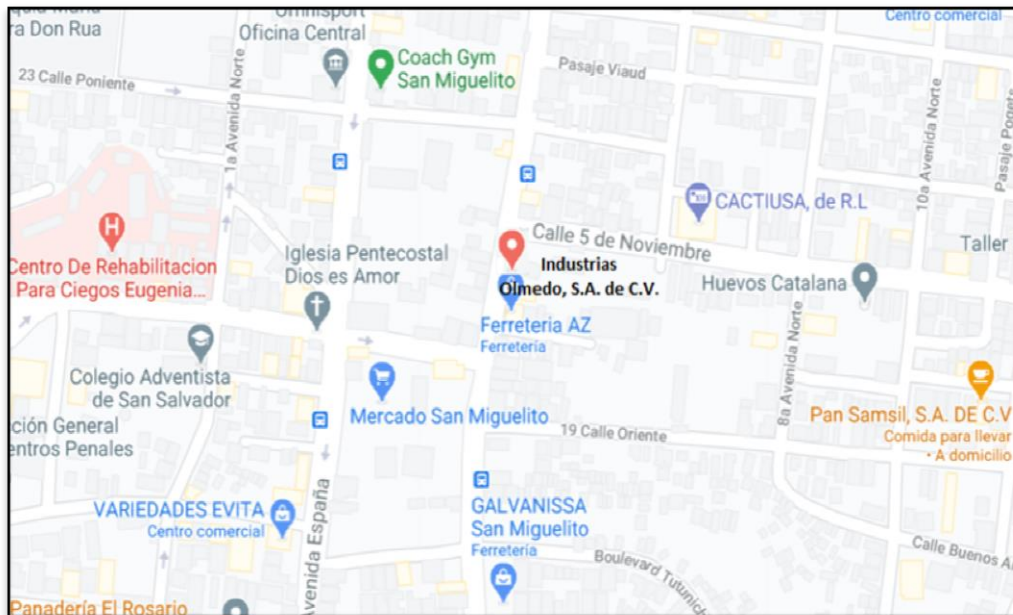 Omnisport
Oficina Central
ra Don Rua
Centro comercial
Coach Gym
San Miguelito
Pasaje Viaud
23 Calle Poniente
1a Avenida Norte
10a Avenida Norte
CACTIUSA, de R.L
Calle 5 de Noviembre
Taller
Iglesia Pentecostal
Dios es Amor
Industrias
Olmedo, S.A. de C.V.
Huevos Catalana
Centro De Rehabilitacion
Para Ciegos Eugenia...
Ferreteria AZ
Ferretería
8a Avenida Norte
Colegio Adventista
de San Salvador
Mercado San Miguelito
Pan Samsil, S.A. DE C.V
Comida para llevar
· A domicilio
ción General
entros Penales
19 Calle Oriente
VARIEDADES EVITA
Centro comercial
Avenida España
GALVANISSA
San Miguelito
Ferretería
Boulevard Tutunich
Calle Buenos Ai
Panadería El Rosario
H